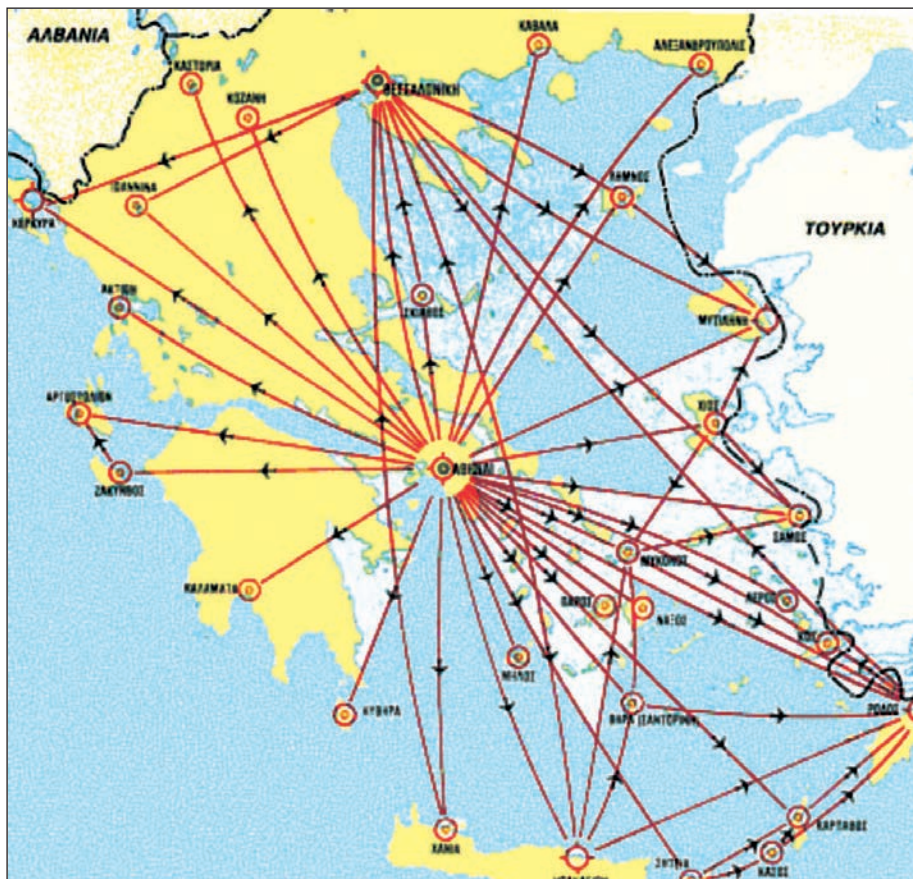 ΑΛΒΑΝΙΑ
ΚΑΒΑΛΑ
ΑΛΕΞΑΝΔΡΟΥΠΟΛΙΣ
ΚΑΣΤΟΡΙΑ
ΚΟΖΑΝΗ
ΘΕΣΣΑΛΟΝΙΚΗ
ΛΗΜΝΟΣ
ΙΩΑΝΝΙΝΑ
ΚΕΡΚΥΡΑ
ΤΟΥΡΚΙΑ
ΑΚΤΙΟΝ
ΣΚΙΑΘΟΣ
ΜΥΤΙΛΗΝΗ
ΑΡΓΟΣΤΟΛΙΟΝ
ΧΙΟΣ
ΑΘΗΝΑΙ
ΖΑΚΥΝΘΟΣ
ΣΑΜΟΣ
ΜΥΚΟΝΟΣ
ΚΑΛΑΜΑΤΑ
ΠΑΡΟΣ
ΝΑΞΟΣ
ΛΕΡΟΣ
ΚΩΣ
ΜΗΛΟΣ
ΚΥΘΗΡΑ
ΘΗΡΑ (ΣΑΝΤΟΡΙΝΗ)
ΡΟΔΟΣ
ΚΑΡΠΑΘΟΣ
ΧΑΝΙΑ
ΚΑΣΟΣ
ΣΗΤΕΙΑ